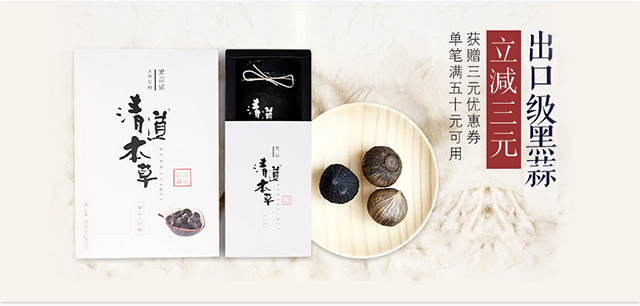 出口级黑蒜
立减三元
获赠三元优惠券
单笔满五十元可用
清道本草
清道本草